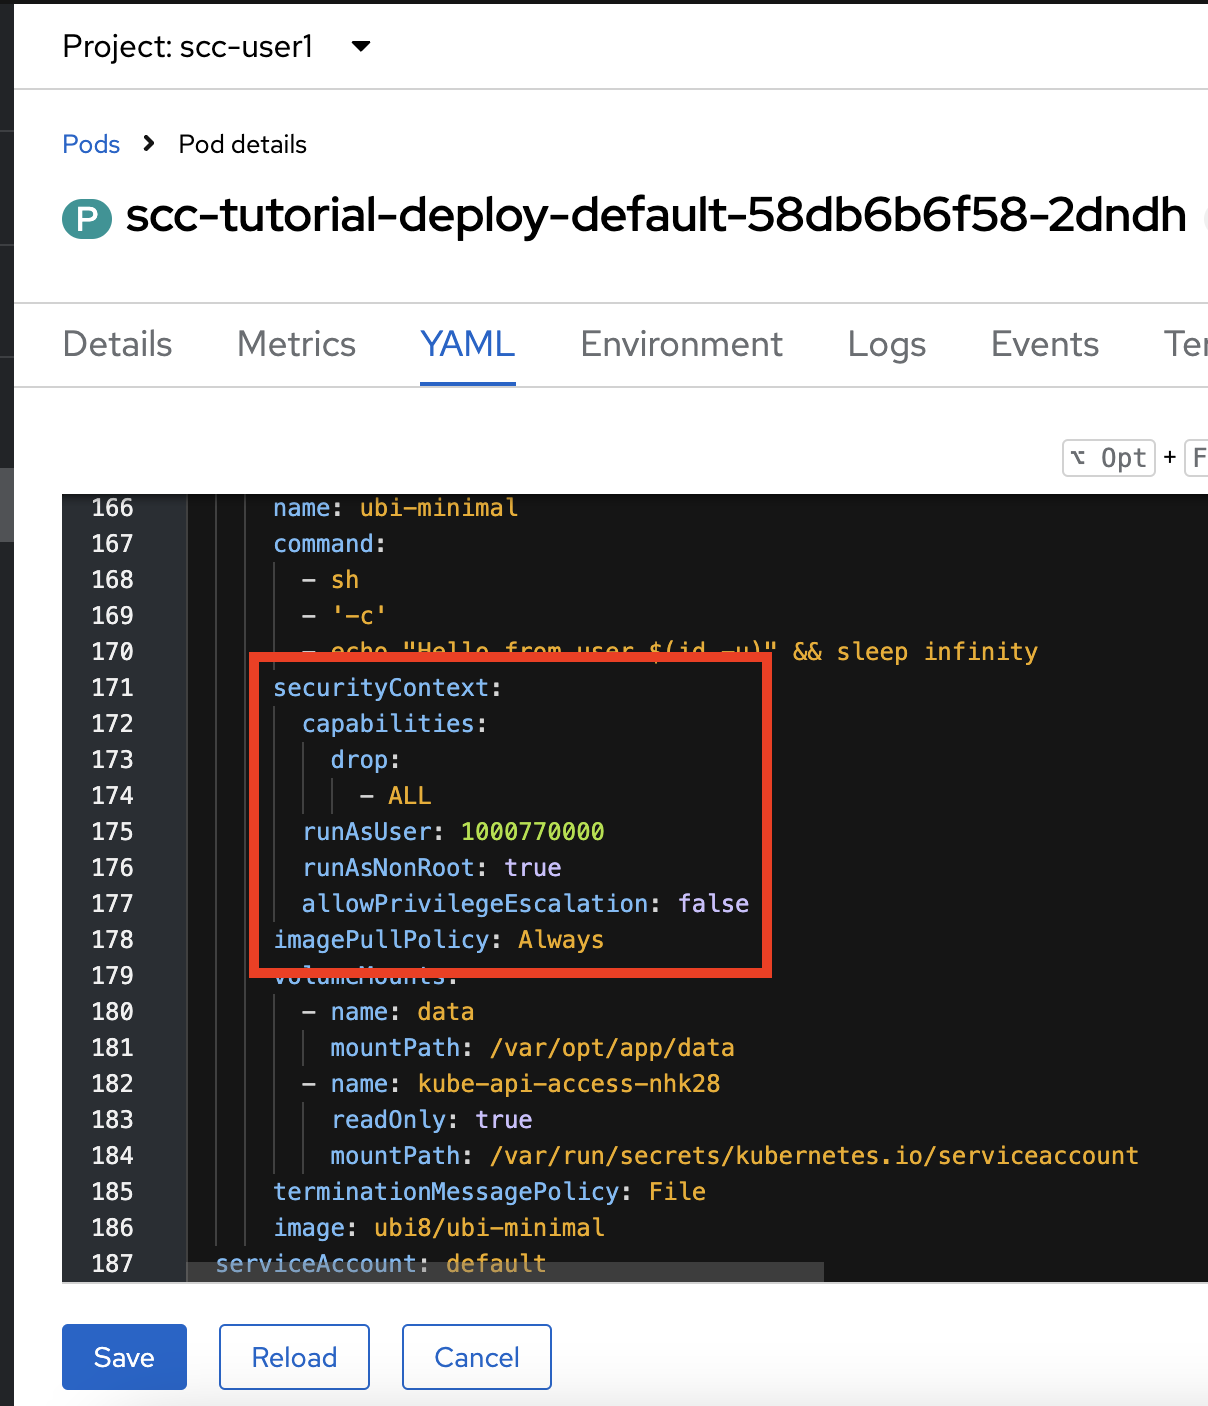 Project: scc-user1
Pods > Pod details
P scc-tutorial-deploy-default-58db6b6f58-2dndh
Details Metrics YAML Environment Logs Events Ter
⌥ Opt + F
166 name: ubi-minimal
167 command:
168 - sh
169 - '-c'
170 - echo "Hello from user $(id -u)" && sleep infinity
171 securityContext:
172 capabilities:
173 drop:
174 - ALL
175 runAsUser: 1000770000
176 runAsNonRoot: true
177 allowPrivilegeEscalation: false
178 imagePullPolicy: Always
179 volumeMounts:
180 - name: data
181 mountPath: /var/opt/app/data
182 - name: kube-api-access-nhk28
183 readOnly: true
184 mountPath: /var/run/secrets/kubernetes.io/serviceaccount
185 terminationMessagePolicy: File
186 image: ubi8/ubi-minimal
187 serviceAccount: default
Save Reload Cancel